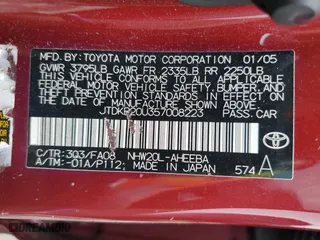 MFD. BY: TOYOTA MOTOR CORPORATION 01/05
GVWR 3795LB GAWR FR 2335LB RR 2250LB
THIS VEHICLE CONFORMS TO ALL APPLICABLE
FEDERAL MOTOR VEHICLE SAFETY, BUMPER, AND
THEFT PREVENTION STANDARDS IN EFFECT ON
THE DATE OF MANUFACTURE SHOWN ABOVE.
JTDKB20U357008223 PASS.CAR
C/TR: 3Q3/FA08 NHW20L-AHEEBA
A/TM: -01A/P112, MADE IN JAPAN 574
A
TOYOTA